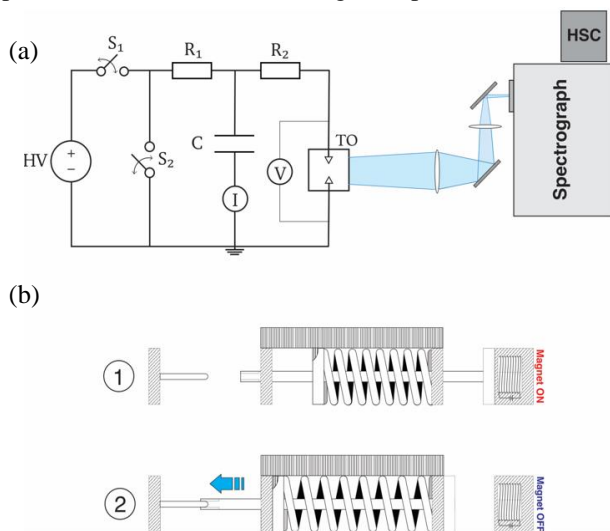 HSC
(a)
S₁
R₁
R₂
HV
+
−
S₂
C
TO
V
I
Spectrograph
(b)
1
Magnet ON
2
Magnet OFF